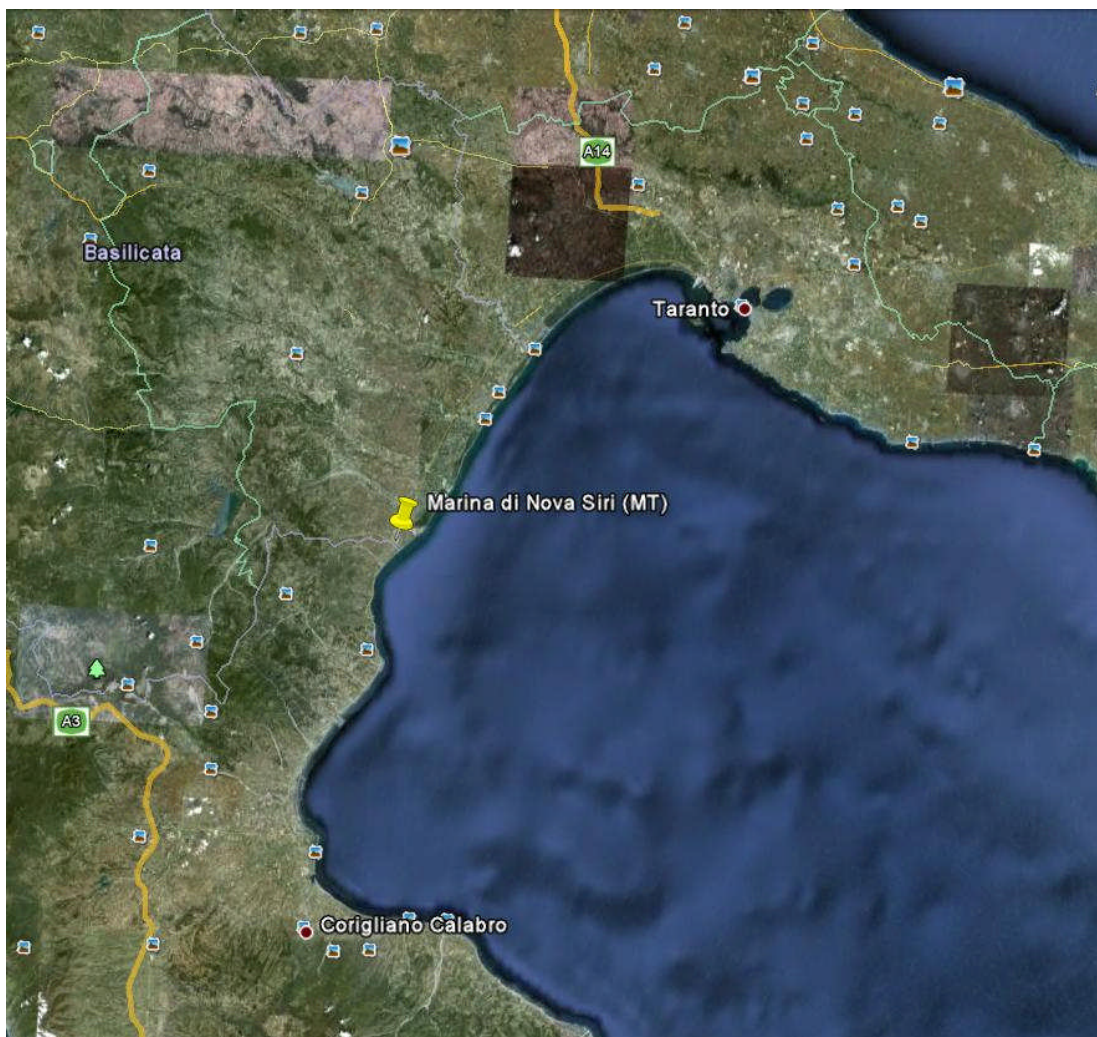 A14
Basilicata
Taranto
Marina di Nova Siri (MT)
A3
Corigliano Calabro